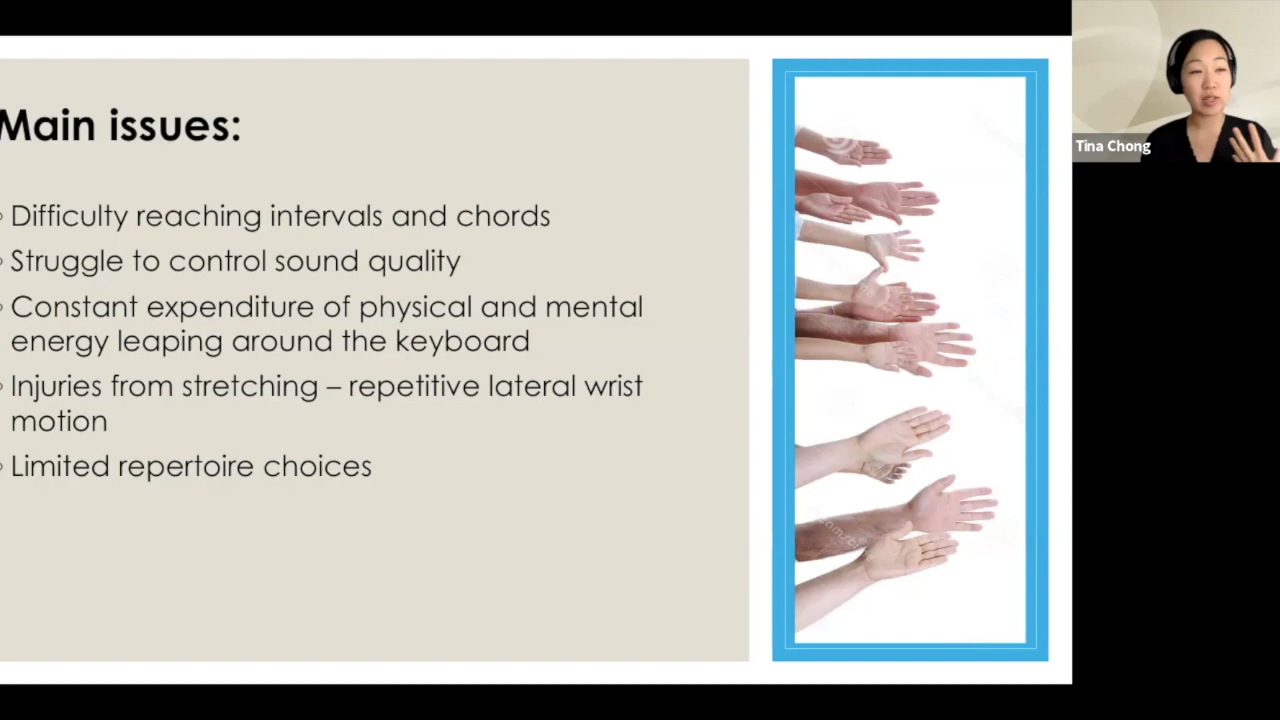 Main issues:
◦ Difficulty reaching intervals and chords
◦ Struggle to control sound quality
◦ Constant expenditure of physical and mental
energy leaping around the keyboard
◦ Injuries from stretching – repetitive lateral wrist
motion
◦ Limited repertoire choices
Tina Chong